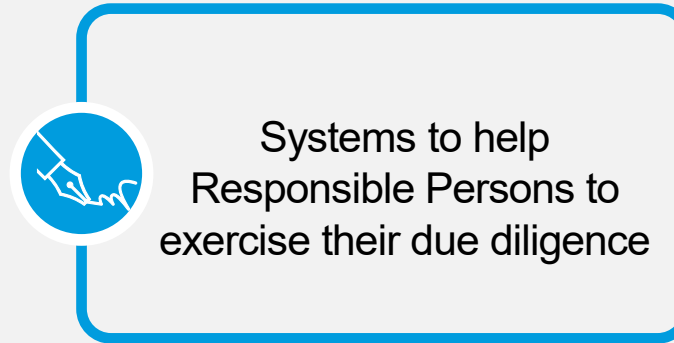 Systems to help
Responsible Persons to
exercise their due diligence